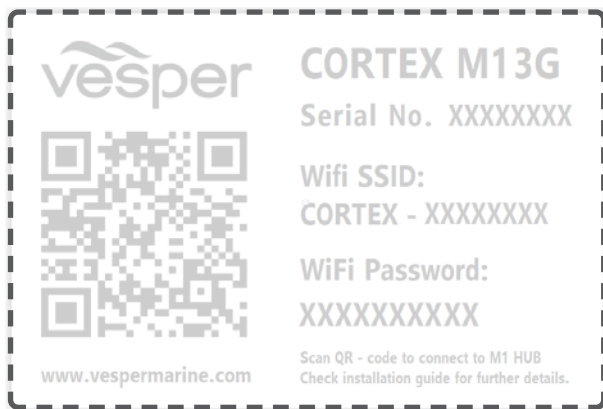 vesper
www.vespermarine.com
CORTEX M13G
Serial No. XXXXXXXX
Wifi SSID:
CORTEX - XXXXXXXX
WiFi Password:
XXXXXXXXXX
Scan QR - code to connect to M1 HUB
Check installation guide for further details.